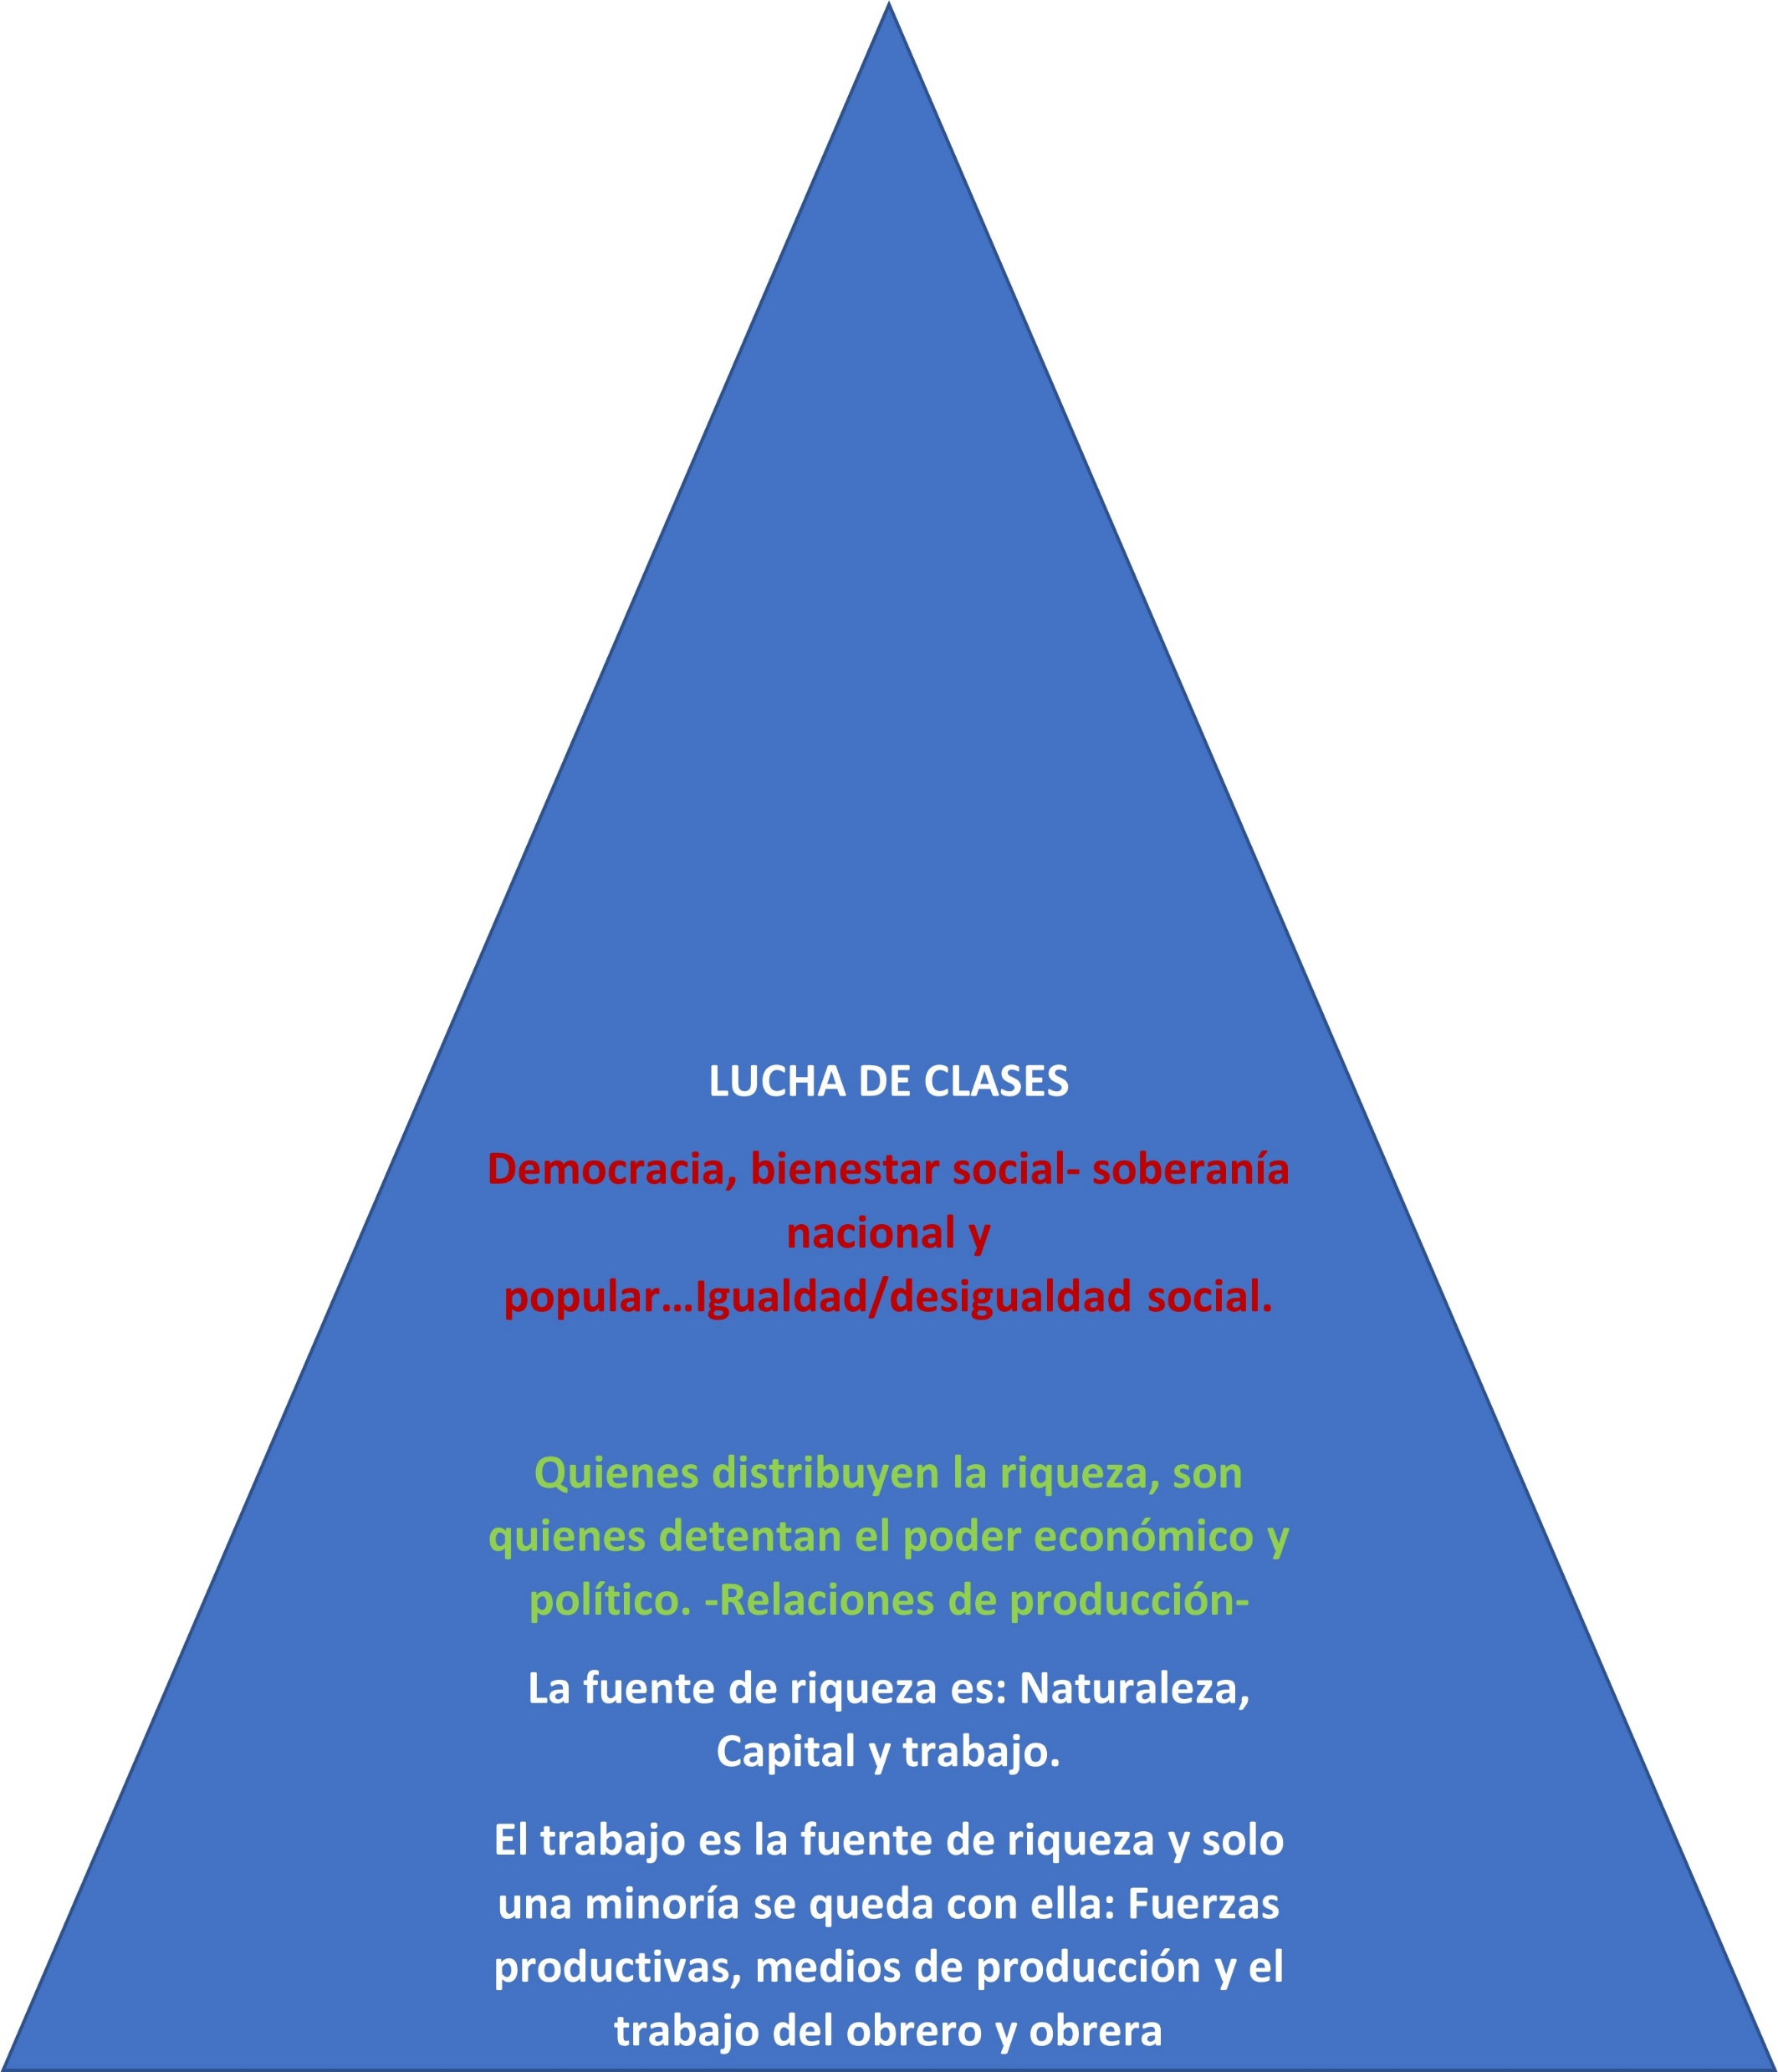 LUCHA DE CLASES
Democracia, bienestar social- soberanía
nacional y
popular...Igualdad/desigualdad social.
Quienes distribuyen la riqueza, son
quienes detentan el poder económico y
político. -Relaciones de producción-
La fuente de riqueza es: Naturaleza,
Capital y trabajo.
El trabajo es la fuente de riqueza y solo
una minoría se queda con ella: Fuerzas
productivas, medios de producción y el
trabajo del obrero y obrera